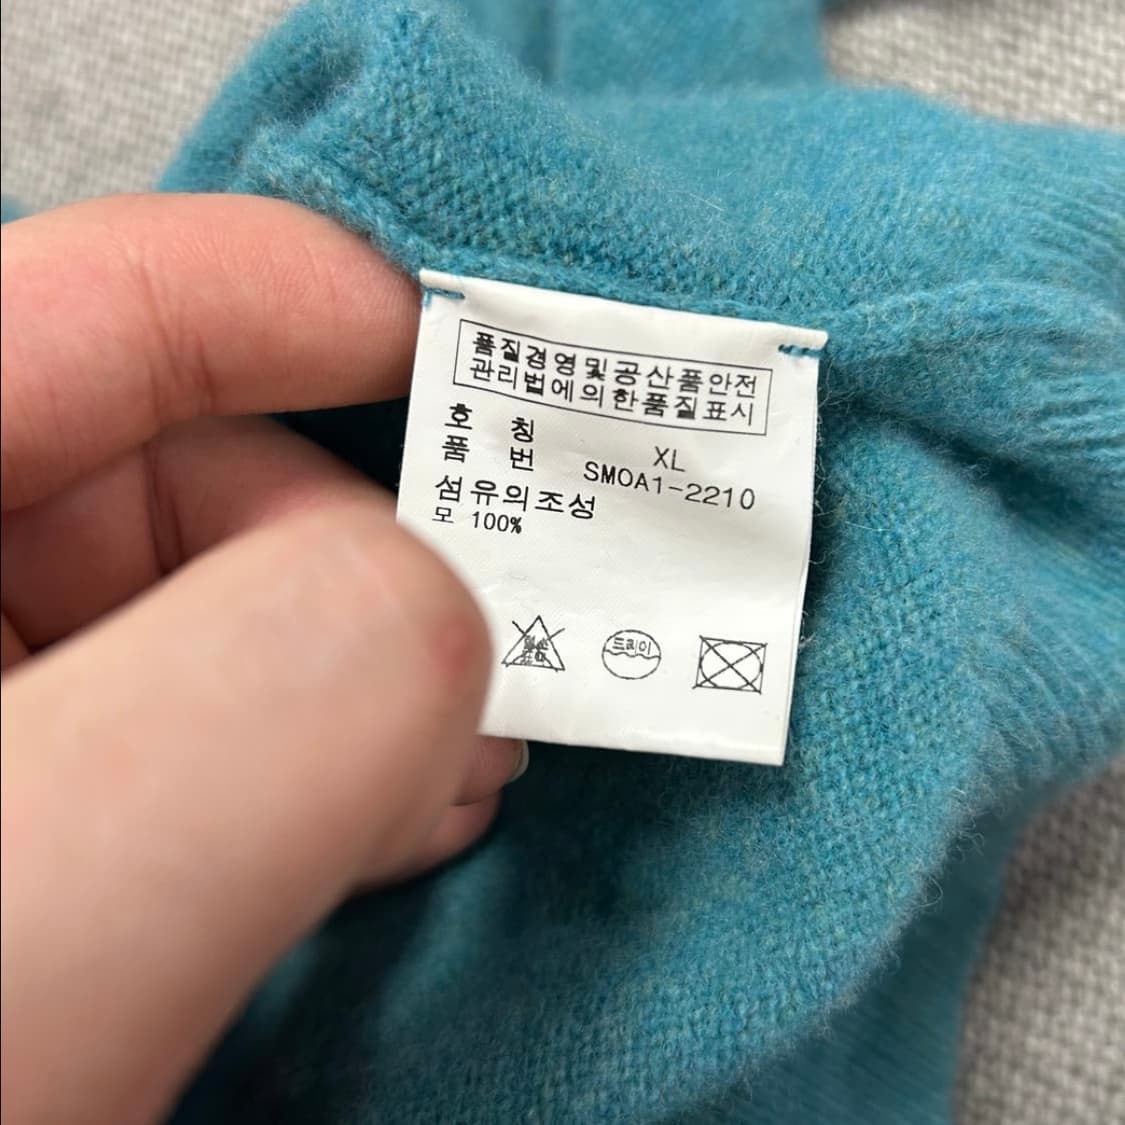 품질경영및공산품안전
관리법에의한품질표시
호 칭 XL
품 번 SMOA1-2210
섬유의조성
모 100%
드라이